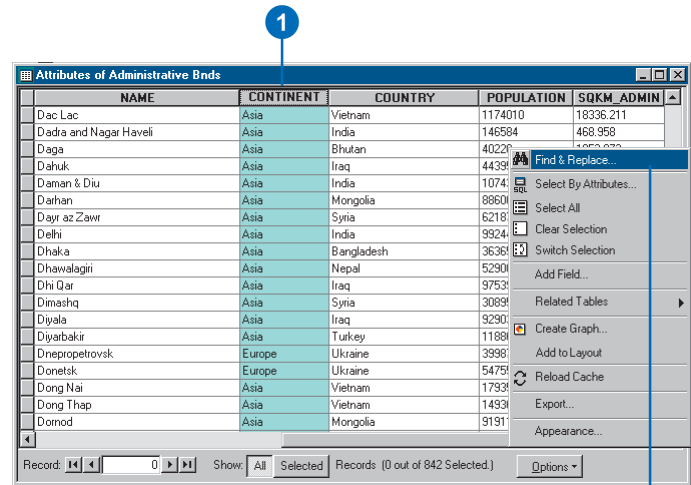 1
Attributes of Administrative Bnds
NAME CONTINENT COUNTRY POPULATION SQKM_ADMIN
Dac Lac Asia Vietnam 1174010 18336.211
Dadra and Nagar Haveli Asia India 146584 468.958
Daga Asia Bhutan
Dahuk Asia Iraq
Daman & Diu Asia India
Darhan Asia Mongolia
Dayr az Zawr Asia Syria
Delhi Asia India
Dhaka Asia Bangladesh
Dhawalagiri Asia Nepal
Dhi Qar Asia Iraq
Dimashq Asia Syria
Diyala Asia Iraq
Diyarbakir Asia Turkey
Dnepropetrovsk Europe Ukraine
Donetsk Europe Ukraine
Dong Nai Asia Vietnam
Dong Thap Asia Vietnam
Dornod Asia Mongolia
Find & Replace...
SQL Select By Attributes...
Select All
Clear Selection
Switch Selection
Add Field...
Related Tables
Create Graph...
Add to Layout
Reload Cache
Export...
Appearance...
Record: 0 Show: All Selected Records (0 out of 842 Selected.) Options